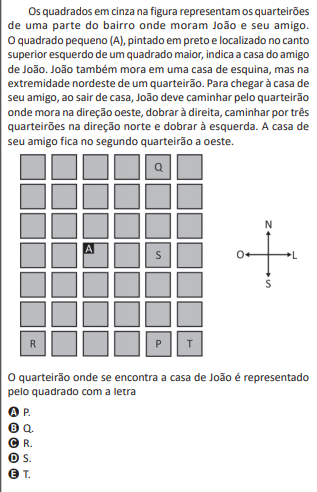 Os quadrados em cinza na figura representam os quarteirões
de uma parte do bairro onde moram João e seu amigo.
O quadrado pequeno (A), pintado em preto e localizado no canto
superior esquerdo de um quadrado maior, indica a casa do amigo
de João. João também mora em uma casa de esquina, mas na
extremidade nordeste de um quarteirão. Para chegar à casa de
seu amigo, ao sair de casa, João deve caminhar pelo quarteirão
onde mora na direção oeste, dobrar à direita, caminhar por três
quarteirões na direção norte e dobrar à esquerda. A casa de
seu amigo fica no segundo quarteirão a oeste.
Q
N
A
S
O
L
S
R
P
T
O quarteirão onde se encontra a casa de João é representado
pelo quadrado com a letra
A P.
B Q.
C R.
D S.
E T.